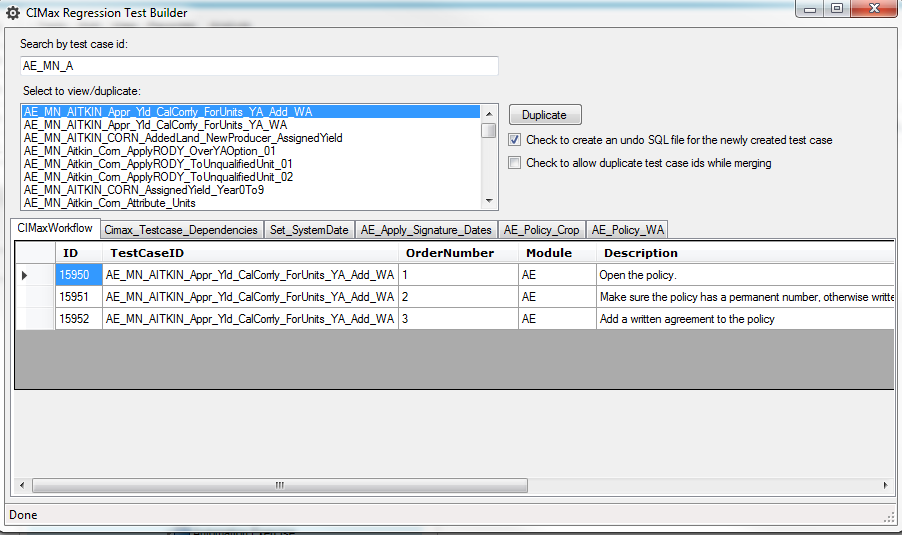 CIMax Regression Test Builder
Search by test case id:
AE_MN_A
Select to view/duplicate:
AE_MN_AITKIN_Appr_Yld_CalCorrly_ForUnits_YA_Add_WA
AE_MN_AITKIN_Appr_Yld_CalCorrly_ForUnits_YA_WA
AE_MN_AITKIN_CORN_AddedLand_NewProducer_AssignedYield
AE_MN_Aitkin_Corn_ApplyRODY_OverYAOption_01
AE_MN_Aitkin_Corn_ApplyRODY_ToUnqualifiedUnit_01
AE_MN_Aitkin_Corn_ApplyRODY_ToUnqualifiedUnit_02
AE_MN_AITKIN_CORN_AssignedYield_Year0To9
AE_MN_Aitkin_Corn_Attribute_Units
Duplicate
Check to create an undo SQL file for the newly created test case
Check to allow duplicate test case ids while merging
CIMaxWorkflow Cimax_Testcase_Dependencies Set_SystemDate AE_Apply_Signature_Dates AE_Policy_Crop AE_Policy_WA
ID TestCaseID OrderNumber Module Description
15950 AE_MN_AITKIN_Appr_Yld_CalCorrly_ForUnits_YA_Add_WA 1 AE Open the policy.
15951 AE_MN_AITKIN_Appr_Yld_CalCorrly_ForUnits_YA_Add_WA 2 AE Make sure the policy has a permanent number, otherwise writte
15952 AE_MN_AITKIN_Appr_Yld_CalCorrly_ForUnits_YA_Add_WA 3 AE Add a written agreement to the policy
Done